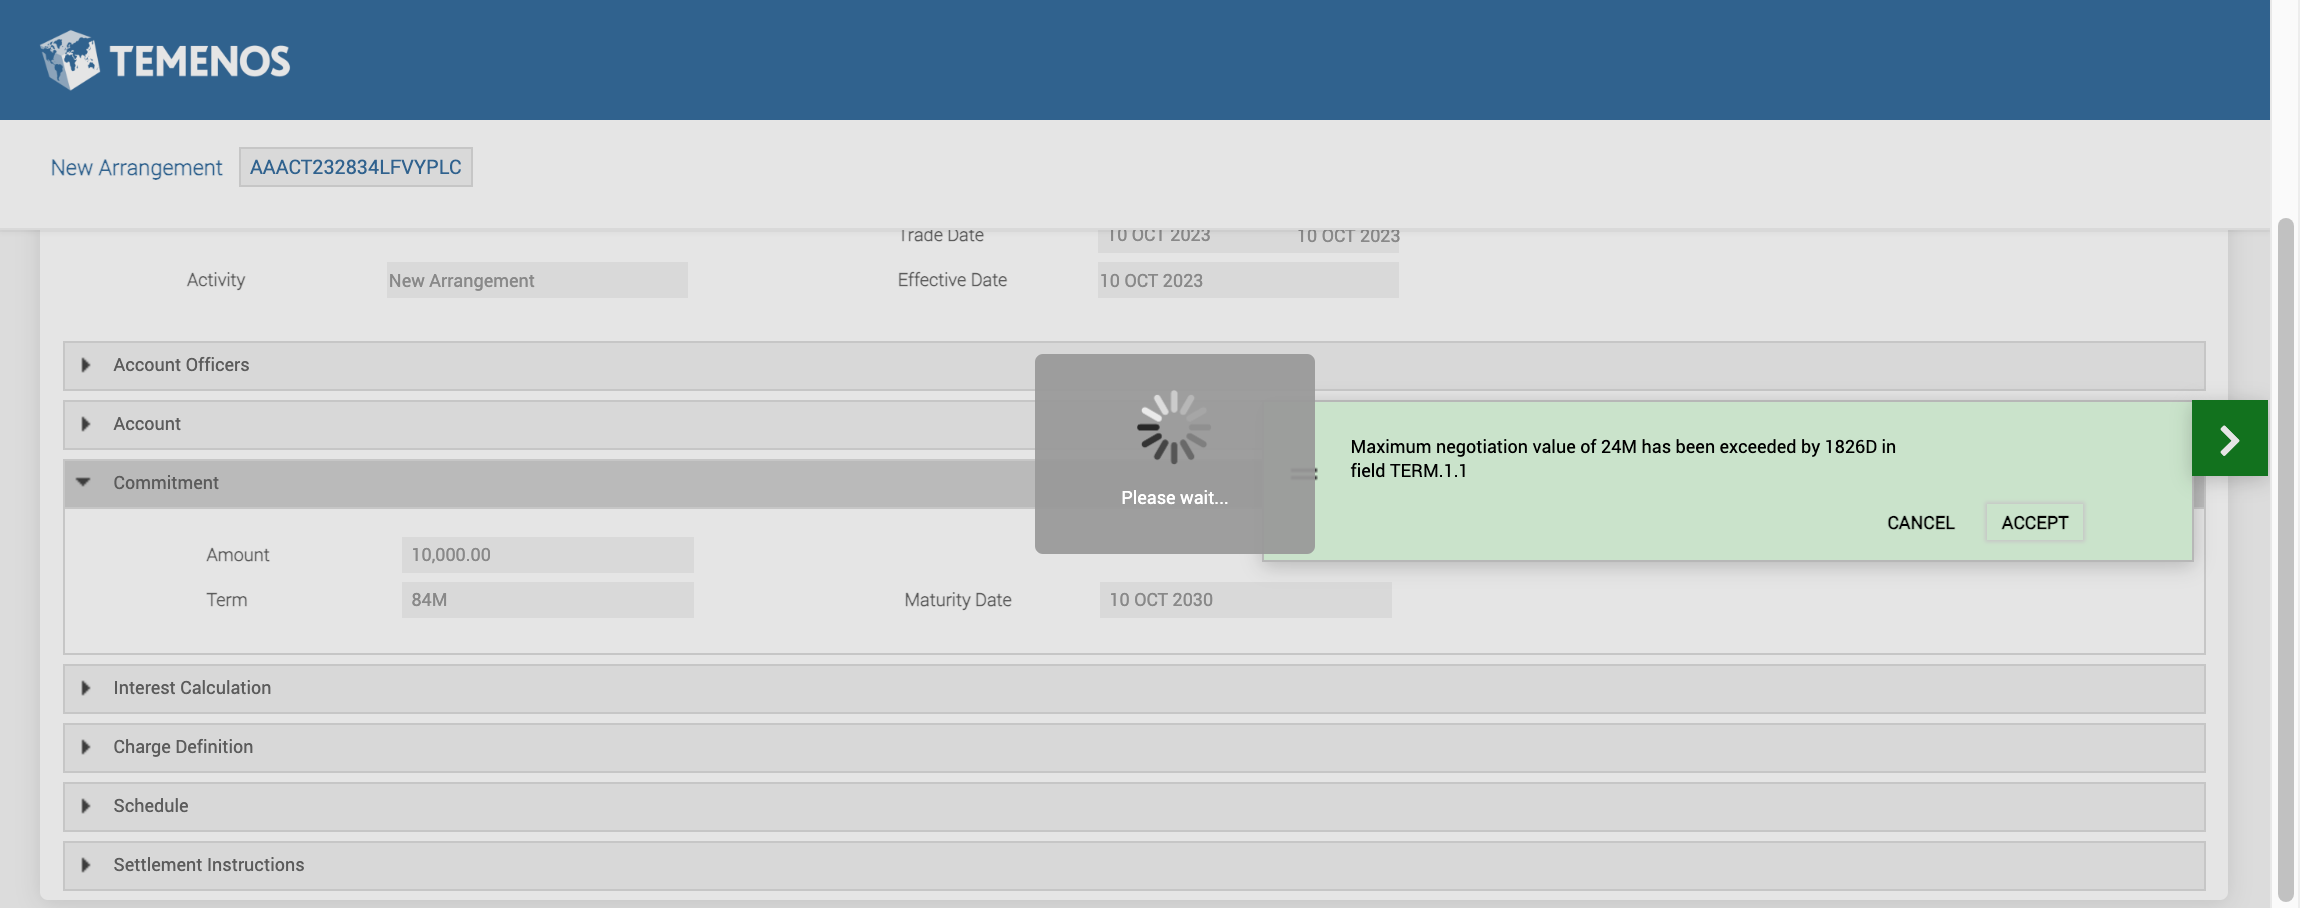 TEMENOS
New Arrangement AAACT232834LFVYPLC
Trade Date 10 OCT 2023 10 OCT 2023
Activity New Arrangement Effective Date 10 OCT 2023
Account Officers
Account
Maximum negotiation value of 24M has been exceeded by 1826D in
field TERM.1.1
Commitment
Please wait...
CANCEL ACCEPT
Amount 10,000.00
Term 84M Maturity Date 10 OCT 2030
Interest Calculation
Charge Definition
Schedule
Settlement Instructions